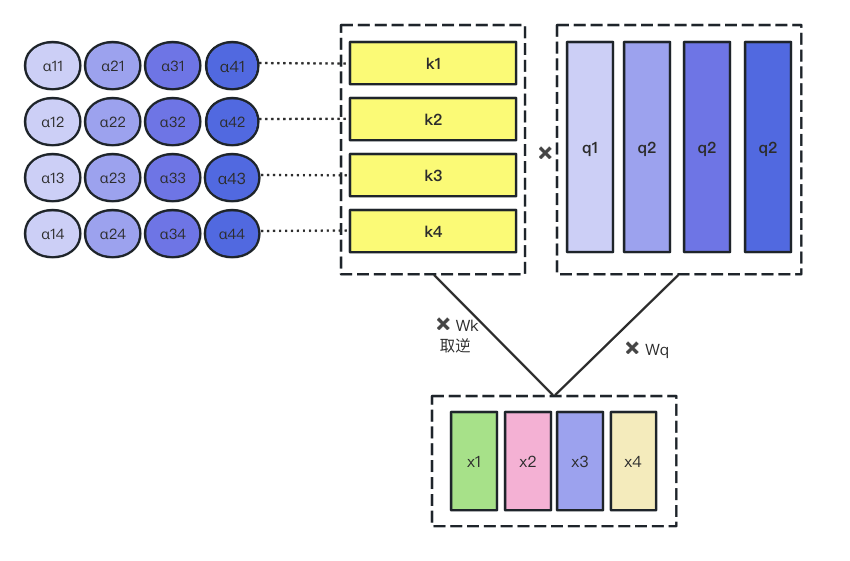 α11 α21 α31 α41
α12 α22 α32 α42
α13 α23 α33 α43
α14 α24 α34 α44
k1
k2
k3
k4
×
q1 q2 q2 q2
× Wk
取逆
× Wq
x1 x2 x3 x4